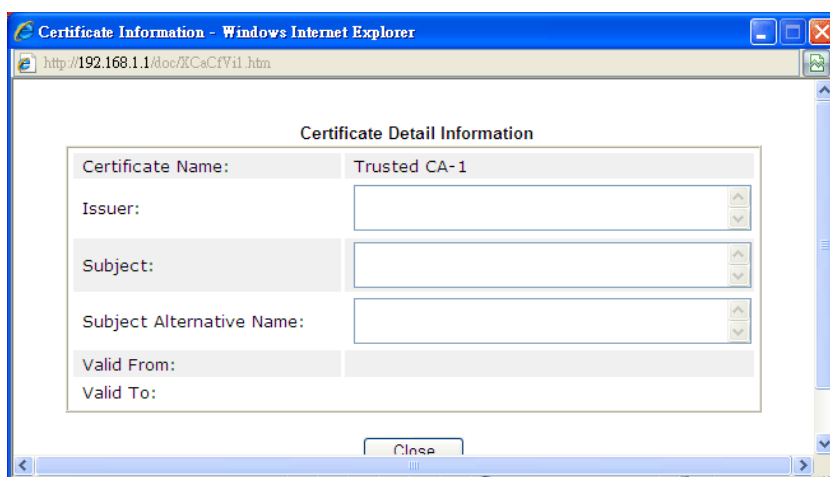 Certificate Information - Windows Internet Explorer
http://192.168.1.1/doc/XCaCfVi1.htm
Certificate Detail Information
Certificate Name: Trusted CA-1
Issuer:
Subject:
Subject Alternative Name:
Valid From:
Valid To:
Close